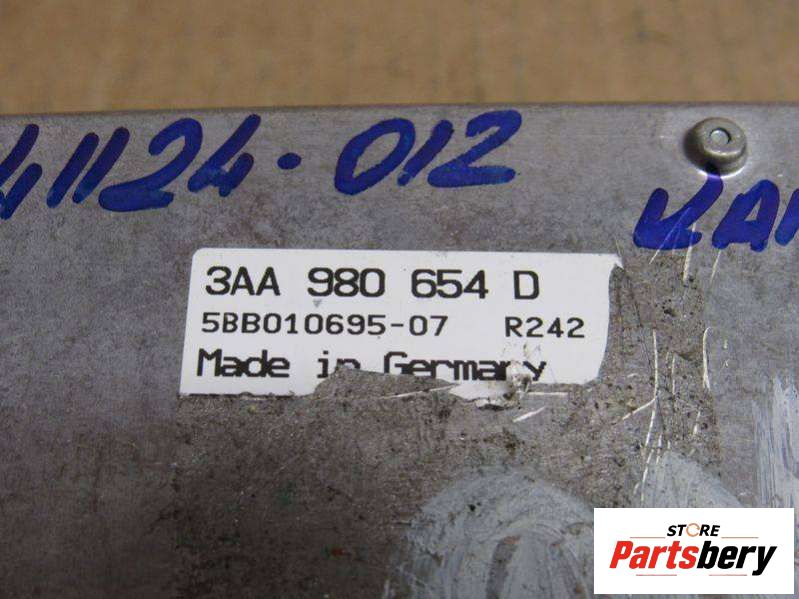 41124-012
3AA 980 654 D
5BB010695-07 R242
Made in Germany
STORE
Partsbery